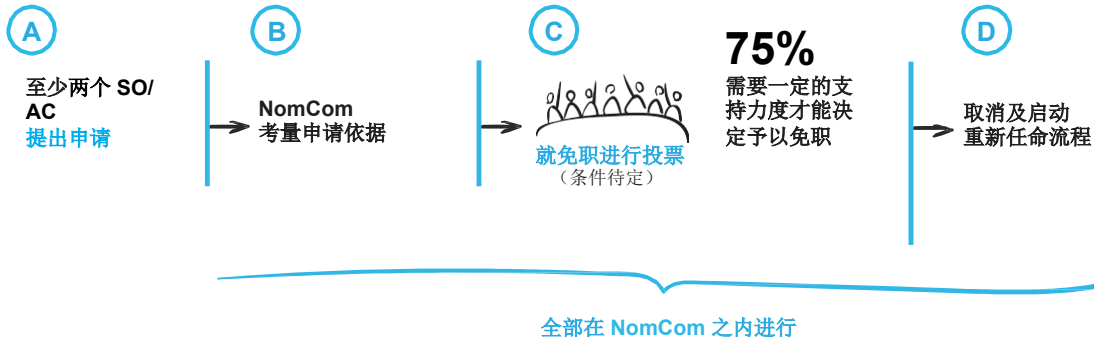 A
至少两个 SO/
AC
提出申请
B
NomCom
考量申请依据
C
就免职进行投票
（条件待定）
75%
需要一定的支
持力度才能决
定予以免职
D
取消及启动
重新任命流程
全部在 NomCom 之内进行